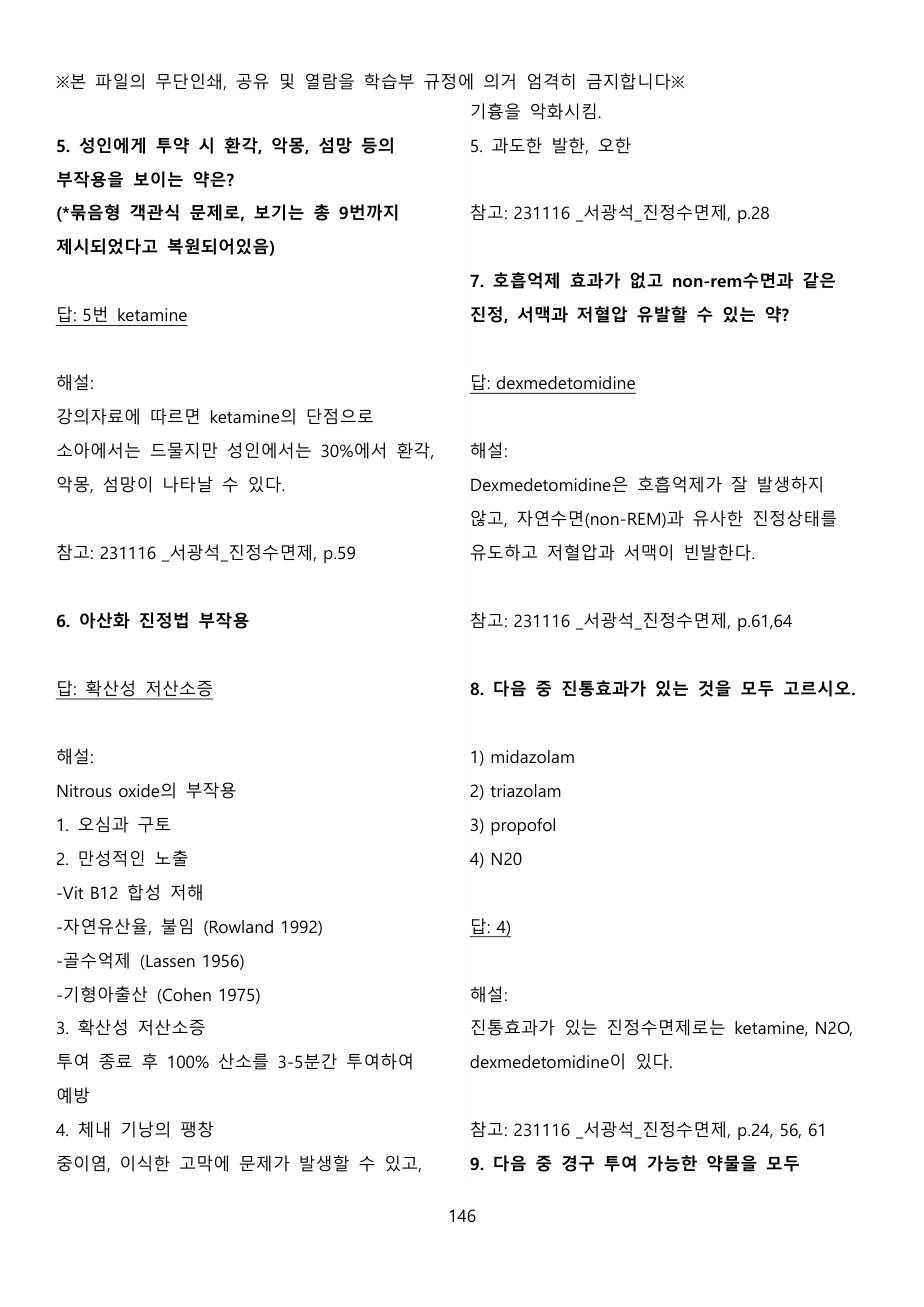 ※본 파일의 무단인쇄, 공유 및 열람을 학습부 규정에 의거 엄격히 금지합니다※
5. 성인에게 투약 시 환각, 악몽, 섬망 등의
부작용을 보이는 약은?
(*묶음형 객관식 문제로, 보기는 총 9번까지
제시되었다고 복원되어있음)
답: 5번 ketamine
해설:
강의자료에 따르면 ketamine의 단점으로
소아에서는 드물지만 성인에서는 30%에서 환각,
악몽, 섬망이 나타날 수 있다.
참고: 231116 _서광석_진정수면제, p.59
6. 아산화 진정법 부작용
답: 확산성 저산소증
해설:
Nitrous oxide의 부작용
1. 오심과 구토
2. 만성적인 노출
-Vit B12 합성 저해
-자연유산율, 불임 (Rowland 1992)
-골수억제 (Lassen 1956)
-기형아출산 (Cohen 1975)
3. 확산성 저산소증
투여 종료 후 100% 산소를 3-5분간 투여하여
예방
4. 체내 기낭의 팽창
중이염, 이식한 고막에 문제가 발생할 수 있고,
기흉을 악화시킴.
5. 과도한 발한, 오한
참고: 231116 _서광석_진정수면제, p.28
7. 호흡억제 효과가 없고 non-rem수면과 같은
진정, 서맥과 저혈압 유발할 수 있는 약?
답: dexmedetomidine
해설:
Dexmedetomidine은 호흡억제가 잘 발생하지
않고, 자연수면(non-REM)과 유사한 진정상태를
유도하고 저혈압과 서맥이 빈발한다.
참고: 231116 _서광석_진정수면제, p.61,64
8. 다음 중 진통효과가 있는 것을 모두 고르시오.
1) midazolam
2) triazolam
3) propofol
4) N20
답: 4)
해설:
진통효과가 있는 진정수면제로는 ketamine, N2O,
dexmedetomidine이 있다.
참고: 231116 _서광석_진정수면제, p.24, 56, 61
9. 다음 중 경구 투여 가능한 약물을 모두
146